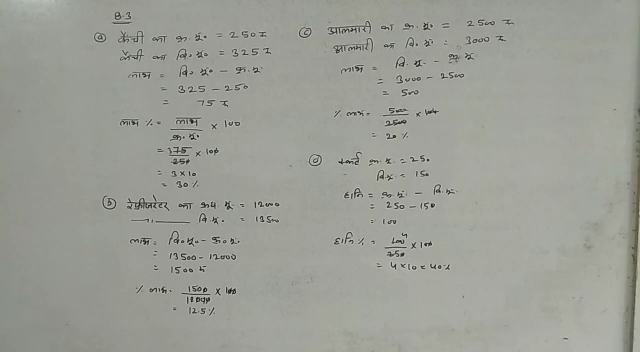 B.3
(a) कैंची का क्र. मू. = 250 ₹
कैंची का वि. मू. = 325 ₹
लाभ = वि. मू. - क्र. मू.
= 325 - 250
= 75 ₹
लाभ % = लाभ / क्र. मू. × 100
= 375 / 250 × 100
= 3 × 10
= 30 %
(b) रेफ्रीजरेटर का क्रय मू. = 12000
—,,— वि. मू. = 13500
लाभ = वि. मू. - क्र. मू.
= 13500 - 12000
= 1500 ₹
% लाभ = 1500 / 12000 × 100
= 12.5 %
(c) आलमारी का क्र. मू. = 2500 ₹
आलमारी का वि. मू. = 3000 ₹
लाभ = वि. मू. - क्र. मू.
= 3000 - 2500
= 500
% लाभ = 500 / 2500 × 100
= 20 %
(d) स्कर्ट क्र. मू. = 250
वि. मू. = 150
हानि = क्र. मू. - वि. मू.
= 250 - 150
= 100
हानि % = 100 4 / 250 × 100
= 4 × 10 = 40 %